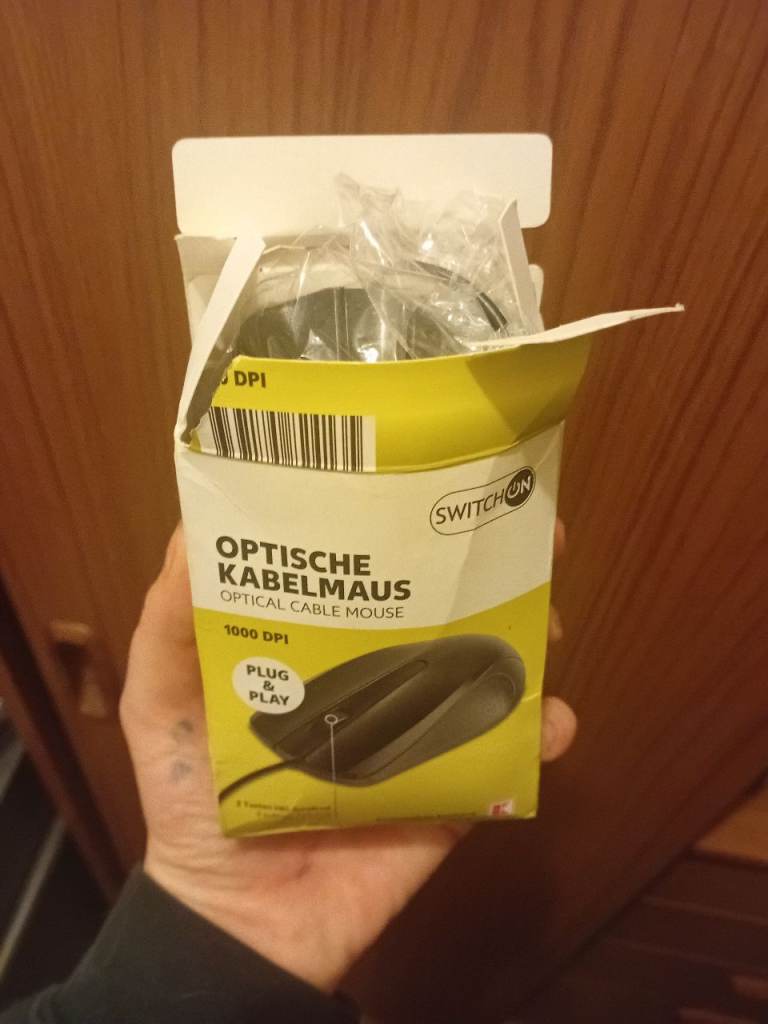 DPI
SWITCHON
OPTISCHE
KABELMAUS
OPTICAL CABLE MOUSE
1000 DPI
PLUG
&
PLAY